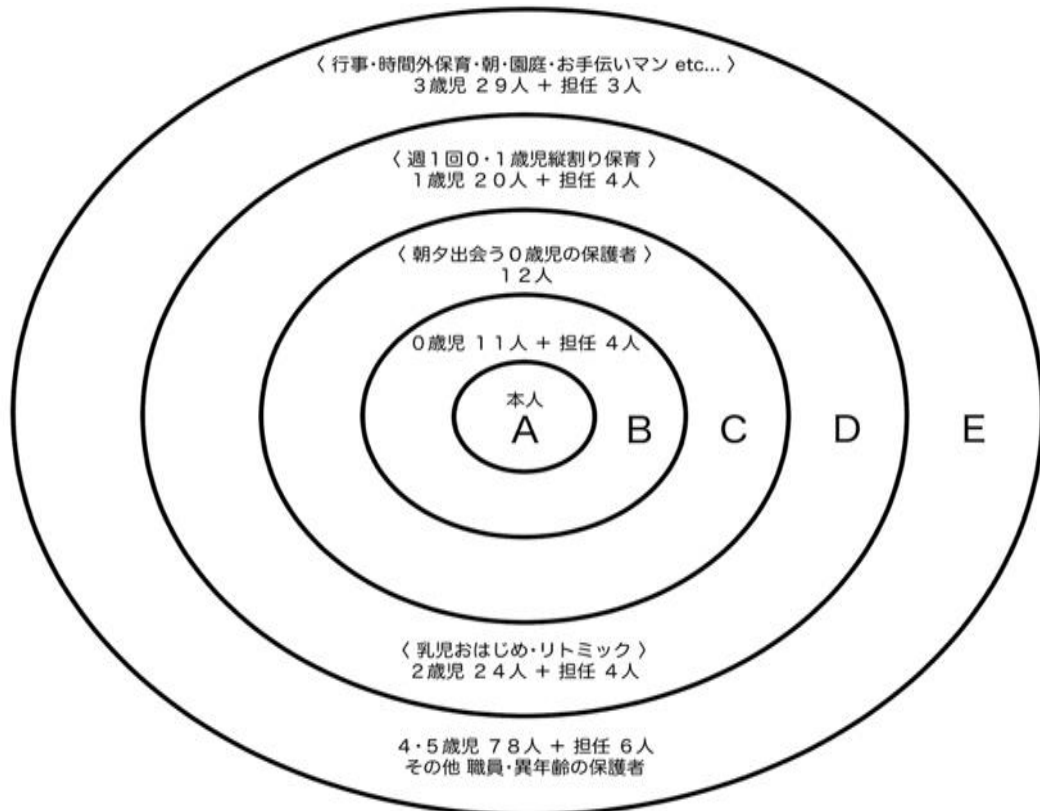 〈 行事・時間外保育・朝・園庭・お手伝いマン etc... 〉
３歳児 ２９人 ＋ 担任 ３人
〈 週１回０・１歳児縦割り保育 〉
１歳児 ２０人 ＋ 担任 ４人
〈 朝夕出会う０歳児の保護者 〉
１２人
０歳児 １１人 ＋ 担任 ４人
本人
A
B
C
D
E
〈 乳児おはじめ・リトミック 〉
２歳児 ２４人 ＋ 担任 ４人
４・５歳児 ７８人 ＋ 担任 ６人
その他 職員・異年齢の保護者